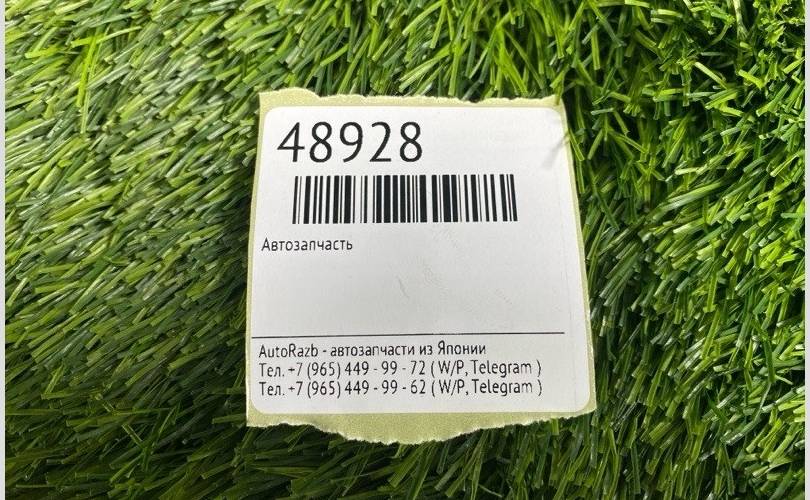 48928
Автозапчасть
AutoRazb - автозапчасти из Японии
Тел. +7 (965) 449 - 99 - 72 ( W/P, Telegram )
Тел. +7 (965) 449 - 99 - 62 ( W/P, Telegram )